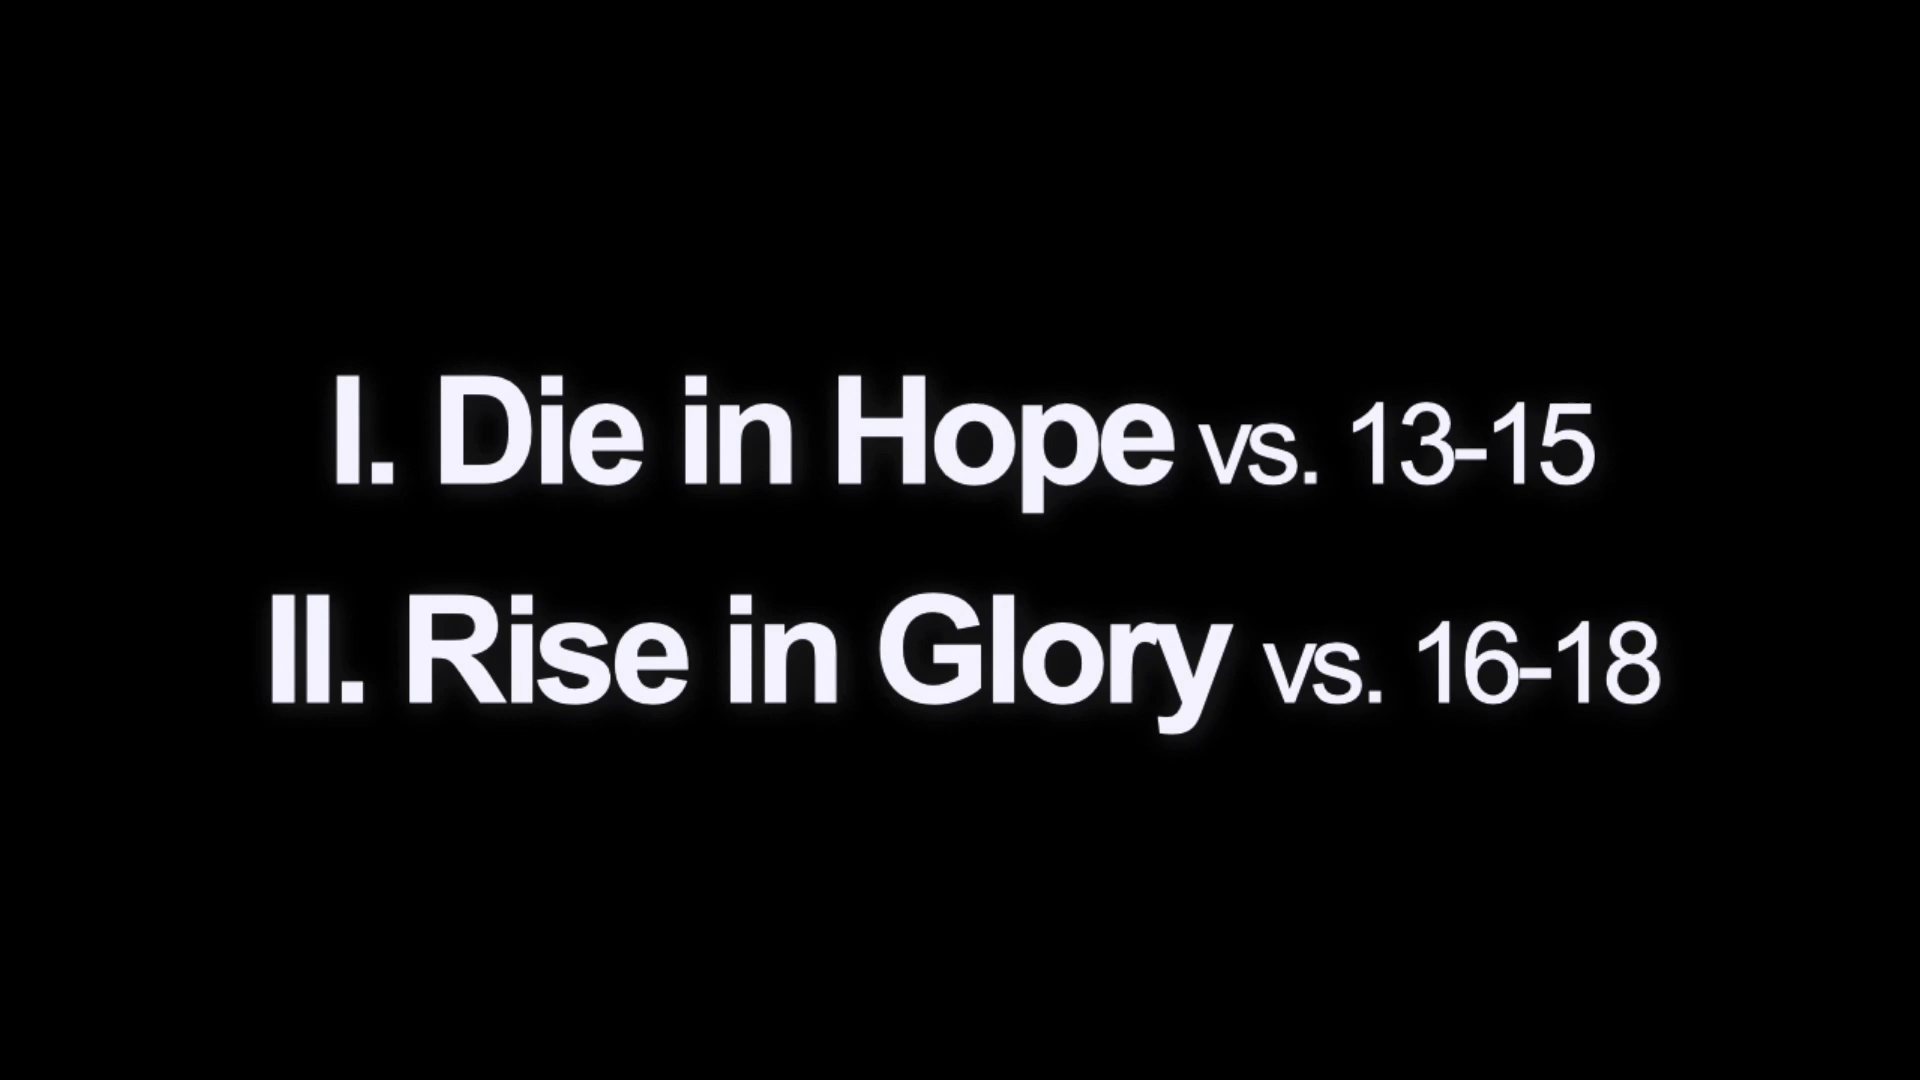 I. Die in Hope vs. 13-15
II. Rise in Glory vs. 16-18